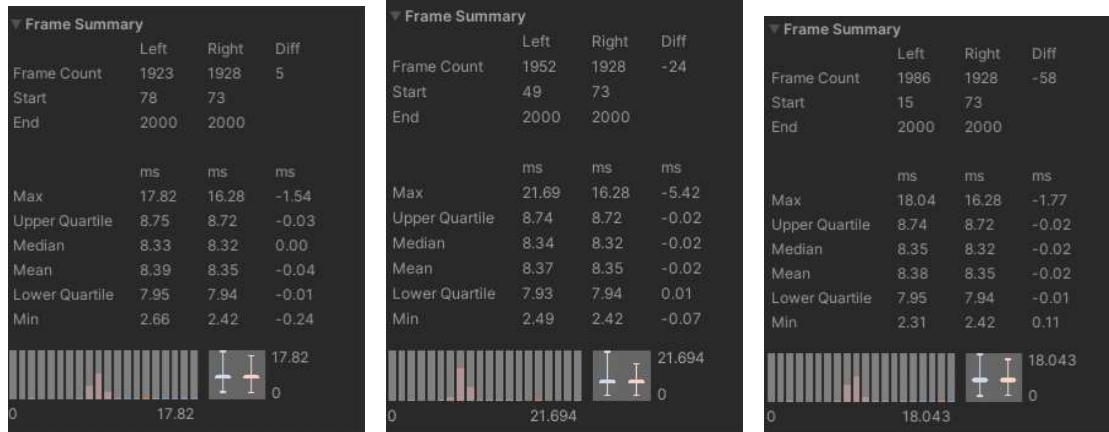 Frame Summary
Left Right Diff
Frame Count 1923 1928 5
Start 78 73
End 2000 2000
ms ms ms
Max 17.82 16.28 -1.54
Upper Quartile 8.75 8.72 -0.03
Median 8.33 8.32 0.00
Mean 8.39 8.35 -0.04
Lower Quartile 7.95 7.94 -0.01
Min 2.66 2.42 -0.24
17.82
0
0 17.82
Frame Summary
Left Right Diff
Frame Count 1952 1928 -24
Start 49 73
End 2000 2000
ms ms ms
Max 21.69 16.28 -5.42
Upper Quartile 8.74 8.72 -0.02
Median 8.34 8.32 -0.02
Mean 8.37 8.35 -0.02
Lower Quartile 7.93 7.94 0.01
Min 2.49 2.42 -0.07
21.694
0
0 21.694
Frame Summary
Left Right Diff
Frame Count 1986 1928 -58
Start 15 73
End 2000 2000
ms ms ms
Max 18.04 16.28 -1.77
Upper Quartile 8.74 8.72 -0.02
Median 8.35 8.32 -0.02
Mean 8.38 8.35 -0.02
Lower Quartile 7.95 7.94 -0.01
Min 2.31 2.42 0.11
18.043
0
0 18.043